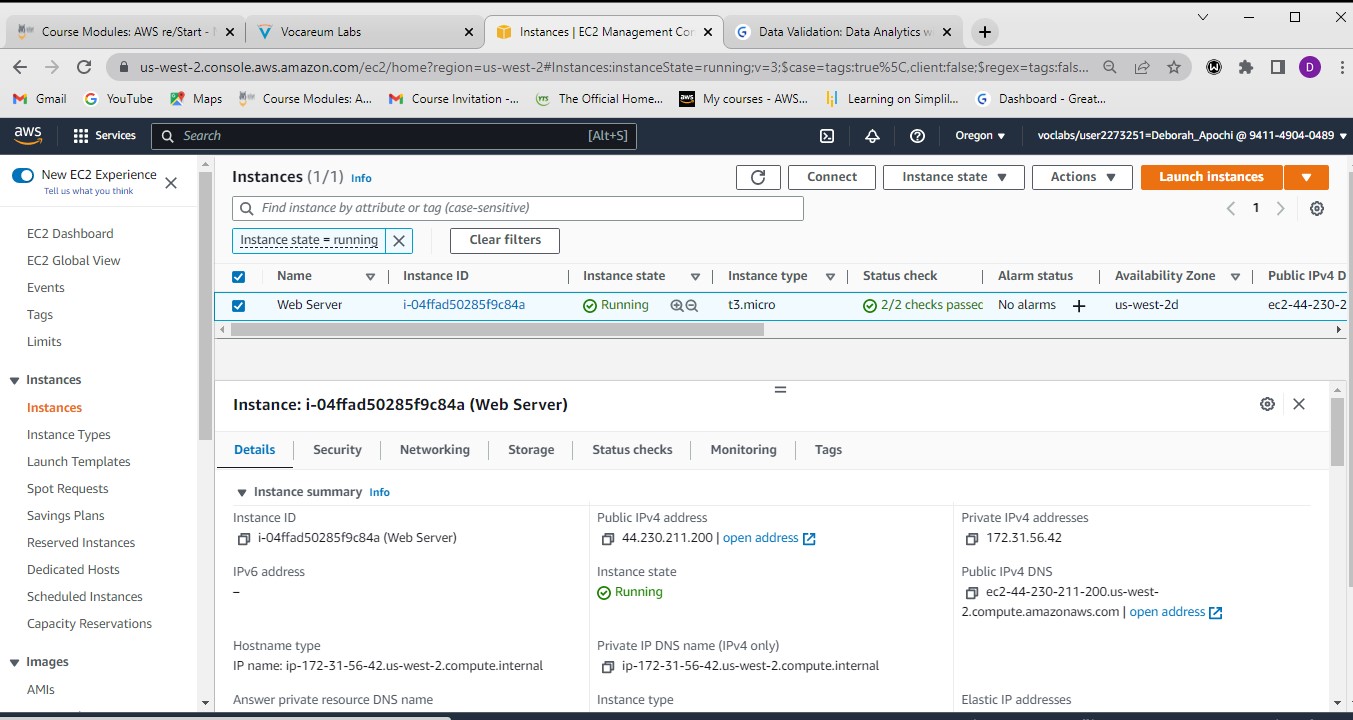 Course Modules: AWS re/Start -
Vocareum Labs
Instances | EC2 Management Con
Data Validation: Data Analytics w
us-west-2.console.aws.amazon.com/ec2/home?region=us-west-2#Instances:instanceState=running;v=3;$case=tags:true%5C,client:false;$regex=tags:fals...
D
Gmail
YouTube
Maps
Course Modules: A...
Course Invitation -...
The Official Home...
My courses - AWS...
Learning on Simplil...
Dashboard - Great...
aws
Services
Search
[Alt+S]
Oregon
voclabs/user2273251=Deborah_Apochi @ 9411-4904-0489
New EC2 Experience
Tell us what you think
EC2 Dashboard
EC2 Global View
Events
Tags
Limits
Instances
Instances
Instance Types
Launch Templates
Spot Requests
Savings Plans
Reserved Instances
Dedicated Hosts
Scheduled Instances
Capacity Reservations
Images
AMIs
Instances (1/1) Info
Connect
Instance state
Actions
Launch instances
Find instance by attribute or tag (case-sensitive)
1
Instance state = running
Clear filters
Name
Instance ID
Instance state
Instance type
Status check
Alarm status
Availability Zone
Public IPv4 D
Web Server
i-04ffad50285f9c84a
Running
t3.micro
2/2 checks passed
No alarms
us-west-2d
ec2-44-230-2
Instance: i-04ffad50285f9c84a (Web Server)
Details
Security
Networking
Storage
Status checks
Monitoring
Tags
Instance summary Info
Instance ID
i-04ffad50285f9c84a (Web Server)
Public IPv4 address
44.230.211.200 | open address
Private IPv4 addresses
172.31.56.42
IPv6 address
–
Instance state
Running
Public IPv4 DNS
ec2-44-230-211-200.us-west-
2.compute.amazonaws.com | open address
Hostname type
IP name: ip-172-31-56-42.us-west-2.compute.internal
Private IP DNS name (IPv4 only)
ip-172-31-56-42.us-west-2.compute.internal
Answer private resource DNS name
Instance type
Elastic IP addresses